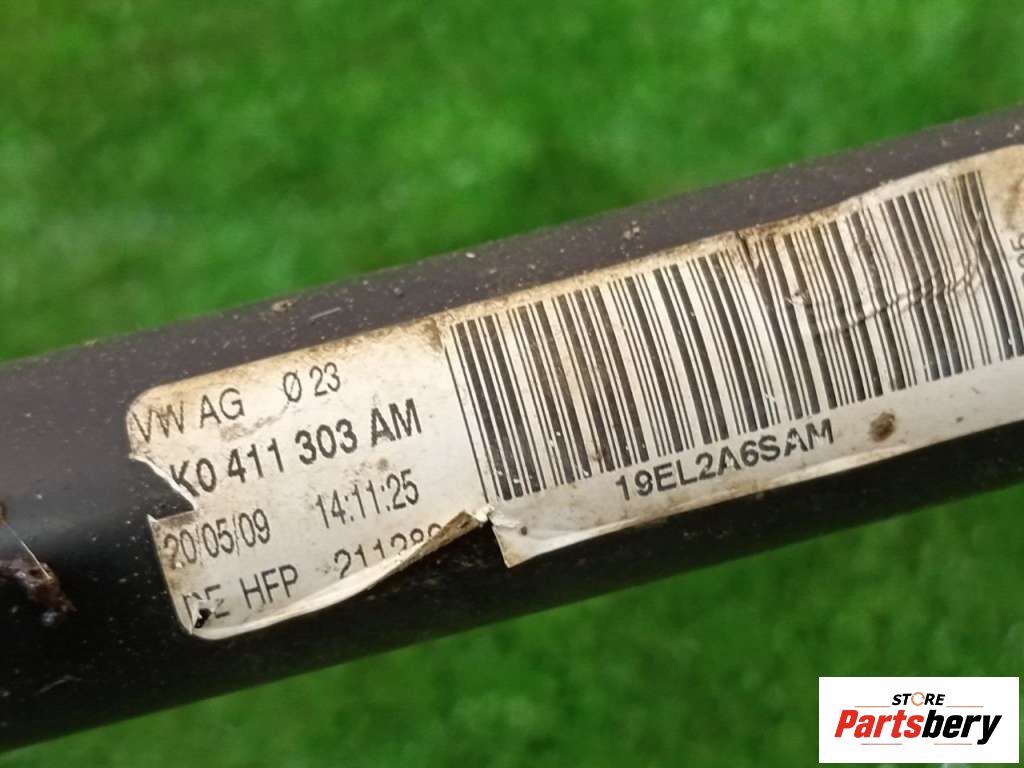 VW AG Ø 23
K0 411 303 AM
20/05/09 14:11:25
DE HFP
19EL2A6SAM
STORE
Partsbery